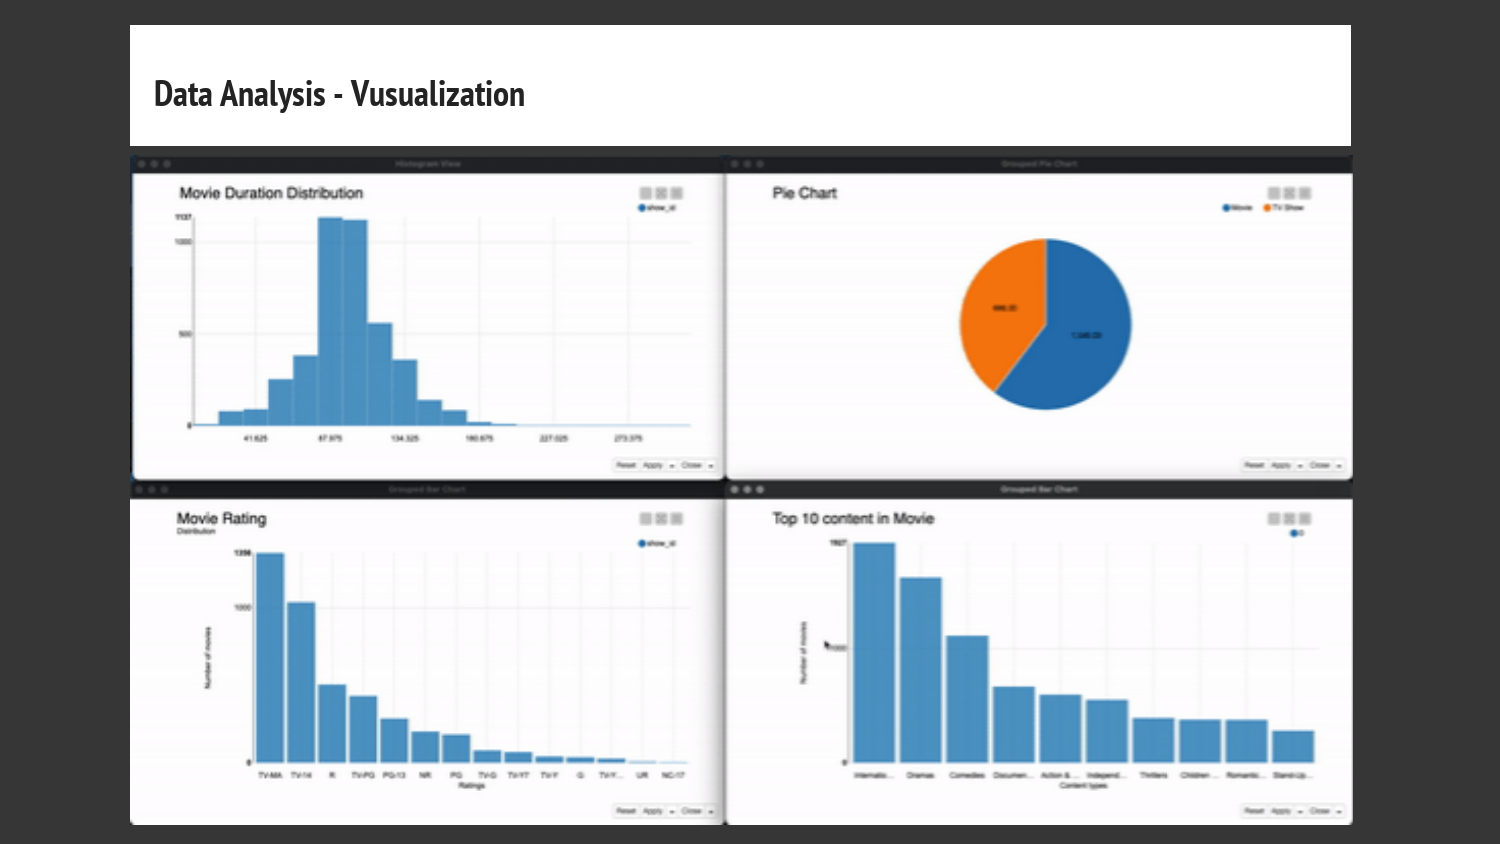 Data Analysis - Vusualization
Histogram View
Movie Duration Distribution
show_id
1137
1000
500
0
41.625 87.975 134.325 180.675 227.025 273.375
Reset Apply Close
Grouped Pie Chart
Pie Chart
Movie TV Show
Reset Apply Close
Grouped Bar Chart
Movie Rating
Distribution
show_id
1000
0
Number of movies
TV-MA TV-14 R TV-PG PG-13 NR PG TV-G TV-Y7 TV-Y G TV-Y... UR NC-17
Ratings
Reset Apply Close
Grouped Bar Chart
Top 10 content in Movie
0
1927
1000
0
Number of movies
Internatio... Dramas Comedies Documen... Action & ... Independ... Thrillers Children ... Romantic... Stand-Up...
Content types
Reset Apply Close